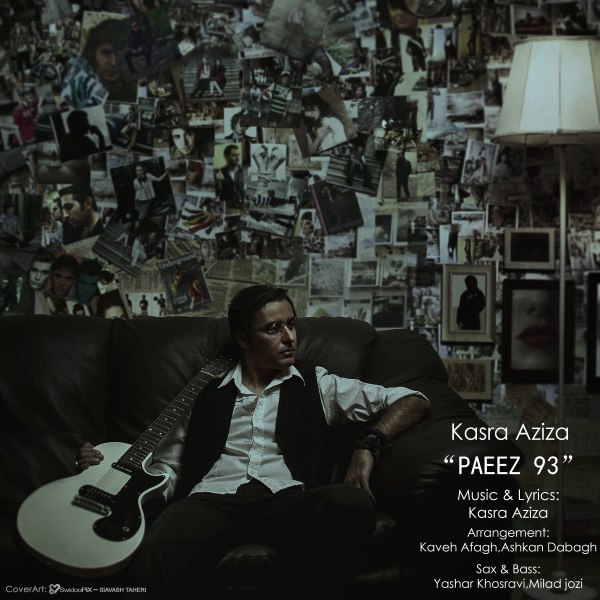 Kasra Aziza
“PAEEZ 93”
Music & Lyrics:
Kasra Aziza
Arrangement:
Kaveh Afagh,Ashkan Dabagh
Sax & Bass:
Yashar Khosravi,Milad jozi
CoverArt: SwidooPiX — SIAVASH TAHERI